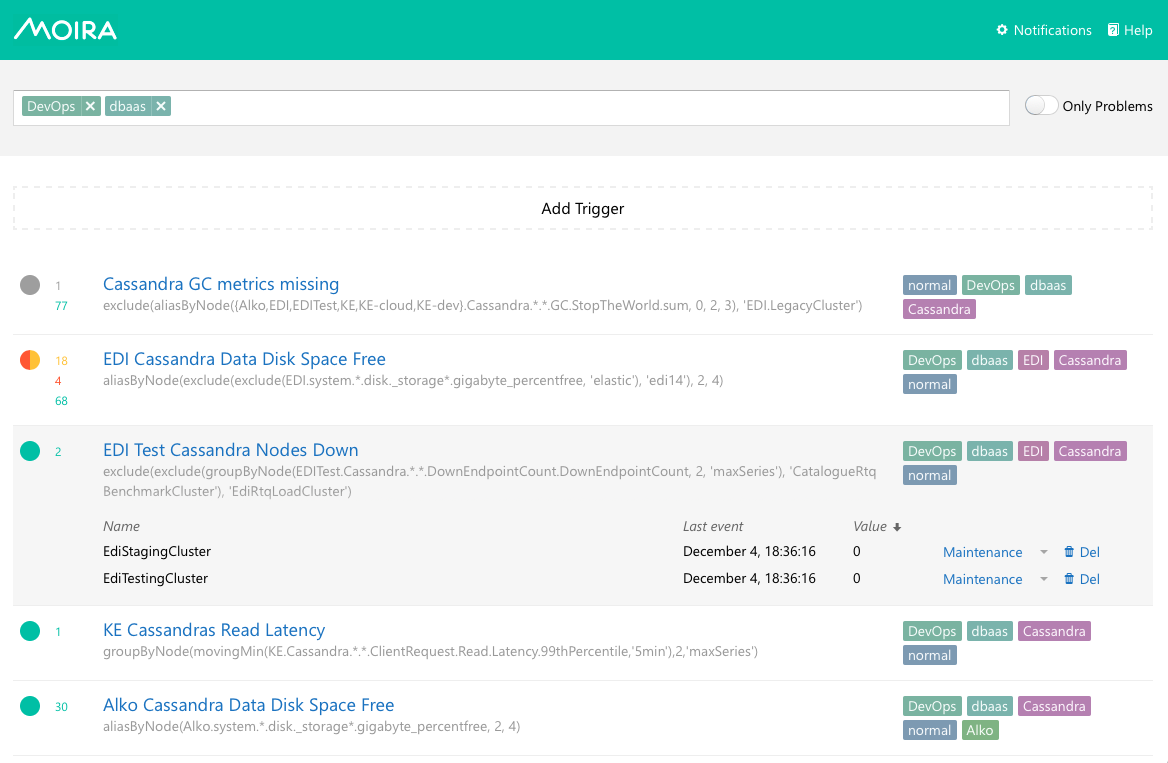 MOIRA
Notifications Help
DevOps dbaas
Only Problems
Add Trigger
1
77
Cassandra GC metrics missing
exclude(aliasByNode((Alko,EDI,EDITest,KE,KE-cloud,KE-dev).Cassandra.*.*.GC.StopTheWorld.sum, 0, 2, 3), 'EDI.LegacyCluster')
normal DevOps dbaas
Cassandra
18
4
68
EDI Cassandra Data Disk Space Free
aliasByNode(exclude(exclude(EDI.system.*.disk._storage*.gigabyte_percentfree, 'elastic'), 'edi14'), 2, 4)
DevOps dbaas EDI Cassandra
normal
2
EDI Test Cassandra Nodes Down
exclude(exclude(groupByNode(EDITest.Cassandra.*.*.DownEndpointCount.DownEndpointCount, 2, 'maxSeries'), 'CatalogueRtq
BenchmarkCluster'), 'EdiRtqLoadCluster')
DevOps dbaas EDI Cassandra
normal
Name Last event Value
EdiStagingCluster December 4, 18:36:16 0 Maintenance Del
EdiTestingCluster December 4, 18:36:16 0 Maintenance Del
1
KE Cassandras Read Latency
groupByNode(movingMin(KE.Cassandra.*.*.ClientRequest.Read.Latency.99thPercentile,'5min'),2,'maxSeries')
DevOps dbaas Cassandra
normal
30
Alko Cassandra Data Disk Space Free
aliasByNode(Alko.system.*.disk._storage*.gigabyte_percentfree, 2, 4)
DevOps dbaas Cassandra
normal Alko